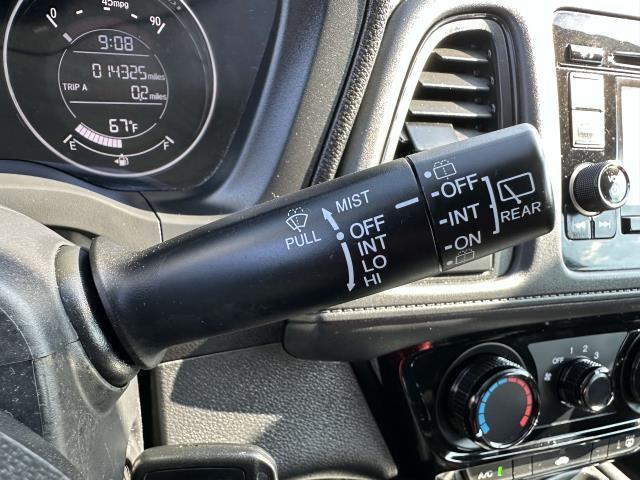 45mpg
0 90
9:08
014325 miles
TRIP A 0.2 miles
67°F
E F
MIST
PULL
OFF
INT
LO
HI
OFF
INT
ON
REAR
OFF 1 2 3
A/C